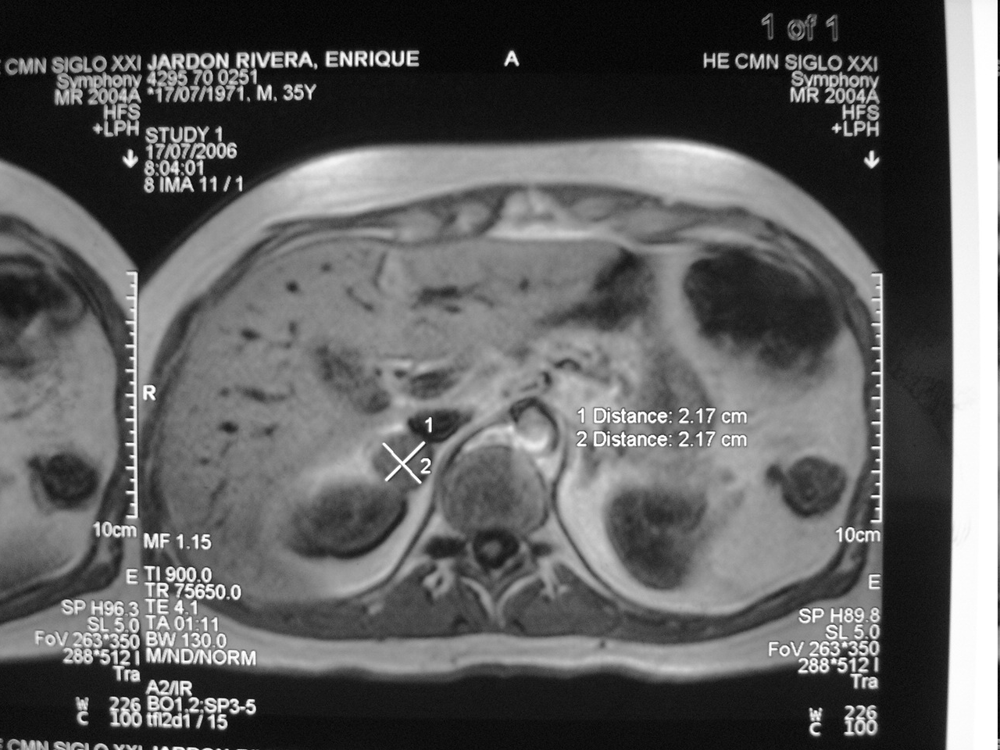 1 of 1
CMN SIGLO XXI
Symphony
MR 2004A
HFS
+LPH
JARDON RIVERA, ENRIQUE
4295 70 0251
*17/07/1971, M, 35Y
STUDY 1
17/07/2006
8:04:01
8 IMA 11 / 1
A
HE CMN SIGLO XXI
Symphony
MR 2004A
HFS
+LPH
R
1
2
1 Distance: 2.17 cm
2 Distance: 2.17 cm
10cm
10cm
MF 1.15
E
TI 900.0
TR 75650.0
TE 4.1
TA 01:11
BW 130.0
M/ND/NORM
A2/IR
BO1.2:SP3-5
tfl2d1 / 15
SP H96.3
SL 5.0
FoV 263*350
288*512 I
Tra
W 226
C 100
E
SP H89.8
SL 5.0
FoV 263*350
288*512 I
Tra
W 226
C 100
CMN SIGLO XXI